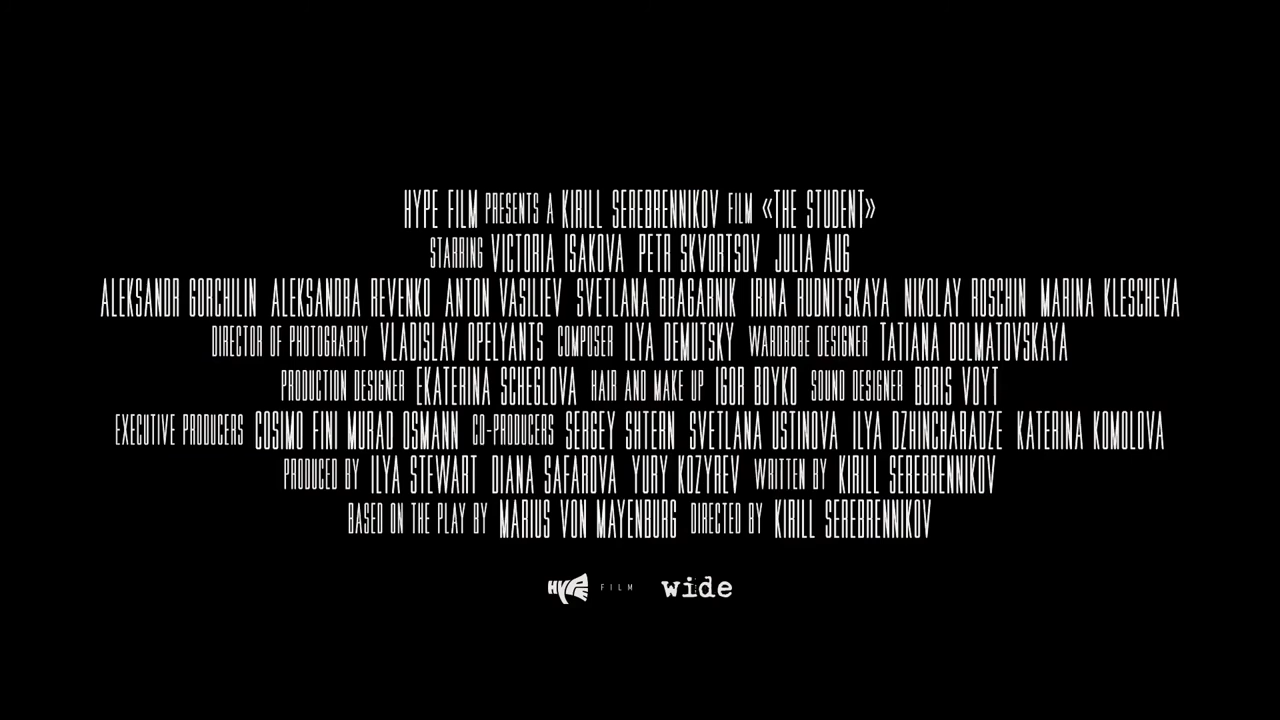 HYPE FILM PRESENTS A KIRILL SEREBRENNIKOV FILM «THE STUDENT»
STARRING VICTORIA ISAKOVA PETR SKVORTSOV JULIA AUG
ALEKSANDR GORCHILIN ALEKSANDRA REVENKO ANTON VASILIEV SVETLANA BRAGARNIK IRINA RUDNITSKAYA NIKOLAY ROSCHIN MARINA KLESCHEVA
DIRECTOR OF PHOTOGRAPHY VLADISLAV OPELYANTS COMPOSER ILYA DEMUTSKY WARDROBE DESIGNER TATIANA DOLMATOVSKAYA
PRODUCTION DESIGNER EKATERINA SCHEGLOVA HAIR AND MAKE UP IGOR BOYKO SOUND DESIGNER BORIS VOYT
EXECUTIVE PRODUCERS COSIMO FINI MURAD OSMANN CO-PRODUCERS SERGEY SHTERN SVETLANA USTINOVA ILYA DZHINCHARADZE KATERINA KOMOLOVA
PRODUCED BY ILYA STEWART DIANA SAFAROVA YURY KOZYREV WRITTEN BY KIRILL SEREBRENNIKOV
BASED ON THE PLAY BY MARIUS VON MAYENBURG DIRECTED BY KIRILL SEREBRENNIKOV
HYPE FILM wide